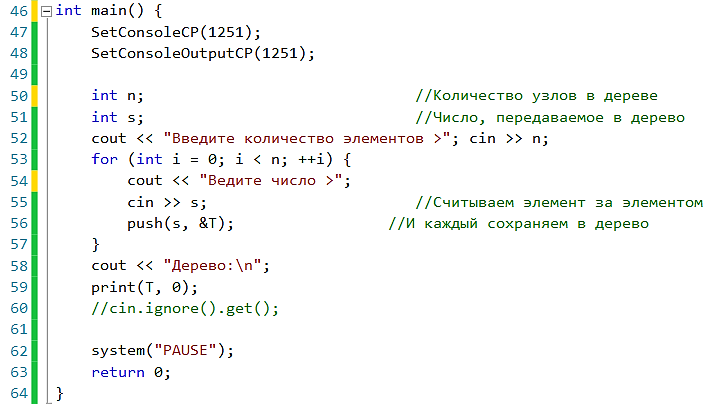 46 int main() {
47 SetConsoleCP(1251);
48 SetConsoleOutputCP(1251);
49
50 int n; //Количество узлов в дереве
51 int s; //Число, передаваемое в дерево
52 cout << "Введите количество элементов >"; cin >> n;
53 for (int i = 0; i < n; ++i) {
54 cout << "Ведите число >";
55 cin >> s; //Считываем элемент за элементом
56 push(s, &T); //И каждый сохраняем в дерево
57 }
58 cout << "Дерево:\n";
59 print(T, 0);
60 //cin.ignore().get();
61
62 system("PAUSE");
63 return 0;
64 }